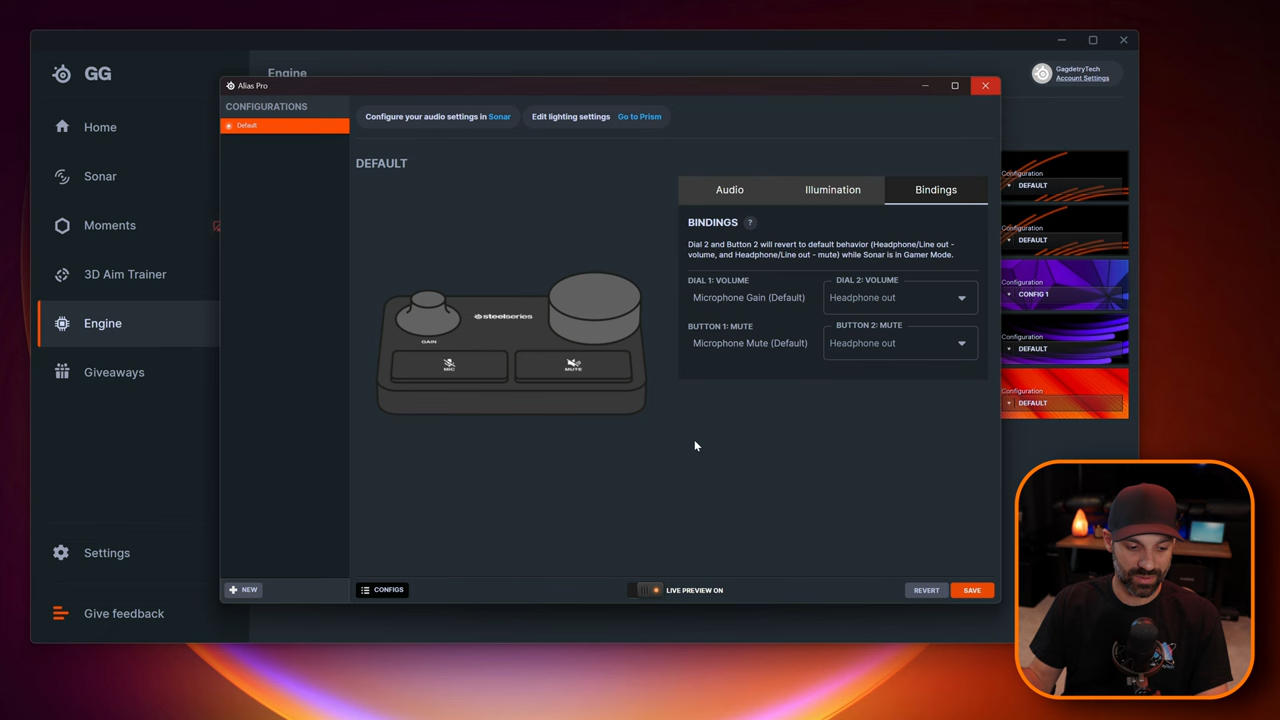 GG
Engine
GagdetryTech
Account Settings
Home
Sonar
Moments
3D Aim Trainer
Engine
Giveaways
Settings
Give feedback
Alias Pro
CONFIGURATIONS
Default
Configure your audio settings in Sonar
Edit lighting settings Go to Prism
DEFAULT
Audio
Illumination
Bindings
BINDINGS ?
Dial 2 and Button 2 will revert to default behavior (Headphone/Line out -
volume, and Headphone/Line out - mute) while Sonar is in Gamer Mode.
DIAL 1: VOLUME
Microphone Gain (Default)
DIAL 2: VOLUME
Headphone out
BUTTON 1: MUTE
Microphone Mute (Default)
BUTTON 2: MUTE
Headphone out
steelseries
GAIN
MIC
MUTE
NEW
CONFIGS
LIVE PREVIEW ON
REVERT
SAVE
Configuration
DEFAULT
Configuration
DEFAULT
Configuration
CONFIG 1
Configuration
DEFAULT
Configuration
DEFAULT